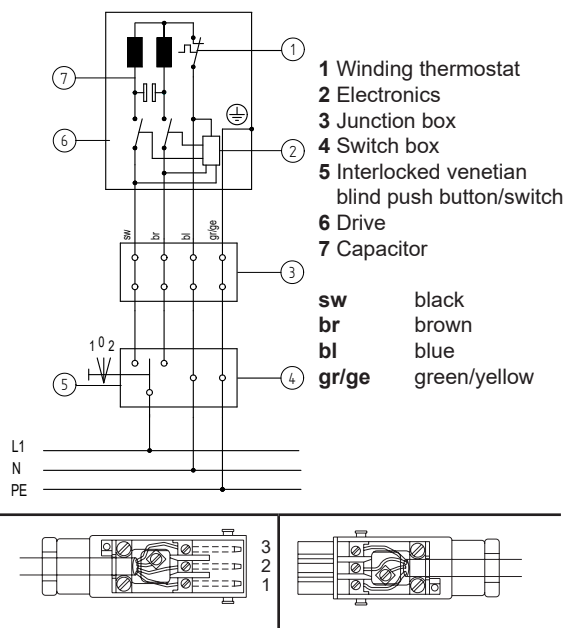 1
7
6
2
1 Winding thermostat
2 Electronics
3 Junction box
4 Switch box
5 Interlocked venetian
blind push button/switch
6 Drive
7 Capacitor
sw
br
bl
gr/ge
3
sw black
br brown
bl blue
gr/ge green/yellow
1 0 2
5
4
L1
N
PE
3
2
1